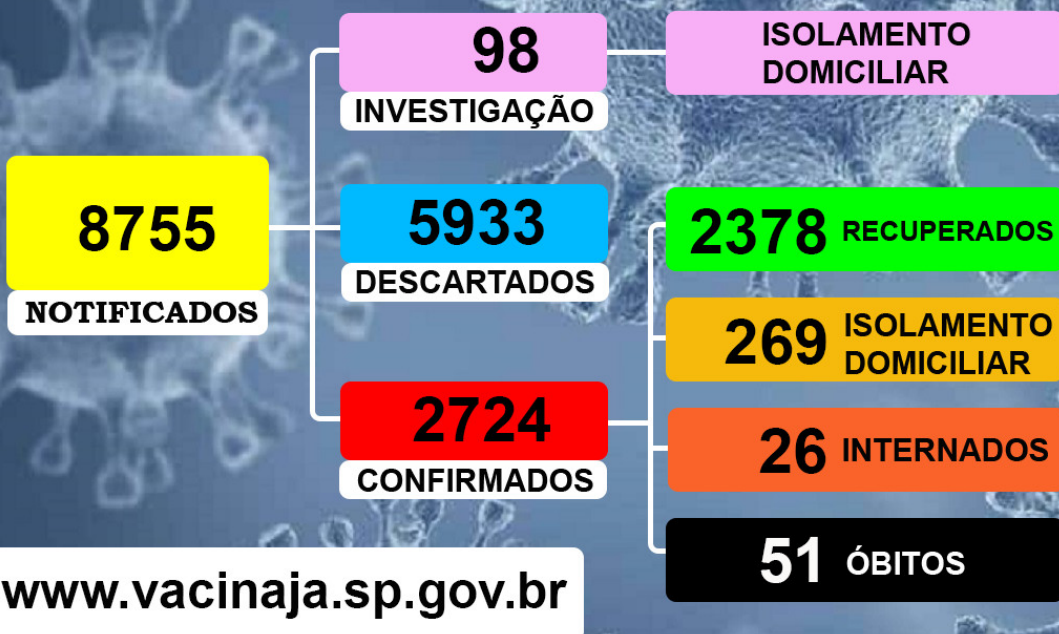 98
INVESTIGAÇÃO
ISOLAMENTO
DOMICILIAR
8755
NOTIFICADOS
5933
DESCARTADOS
2724
CONFIRMADOS
2378 RECUPERADOS
269 ISOLAMENTO
DOMICILIAR
26 INTERNADOS
51 ÓBITOS
www.vacinaja.sp.gov.br